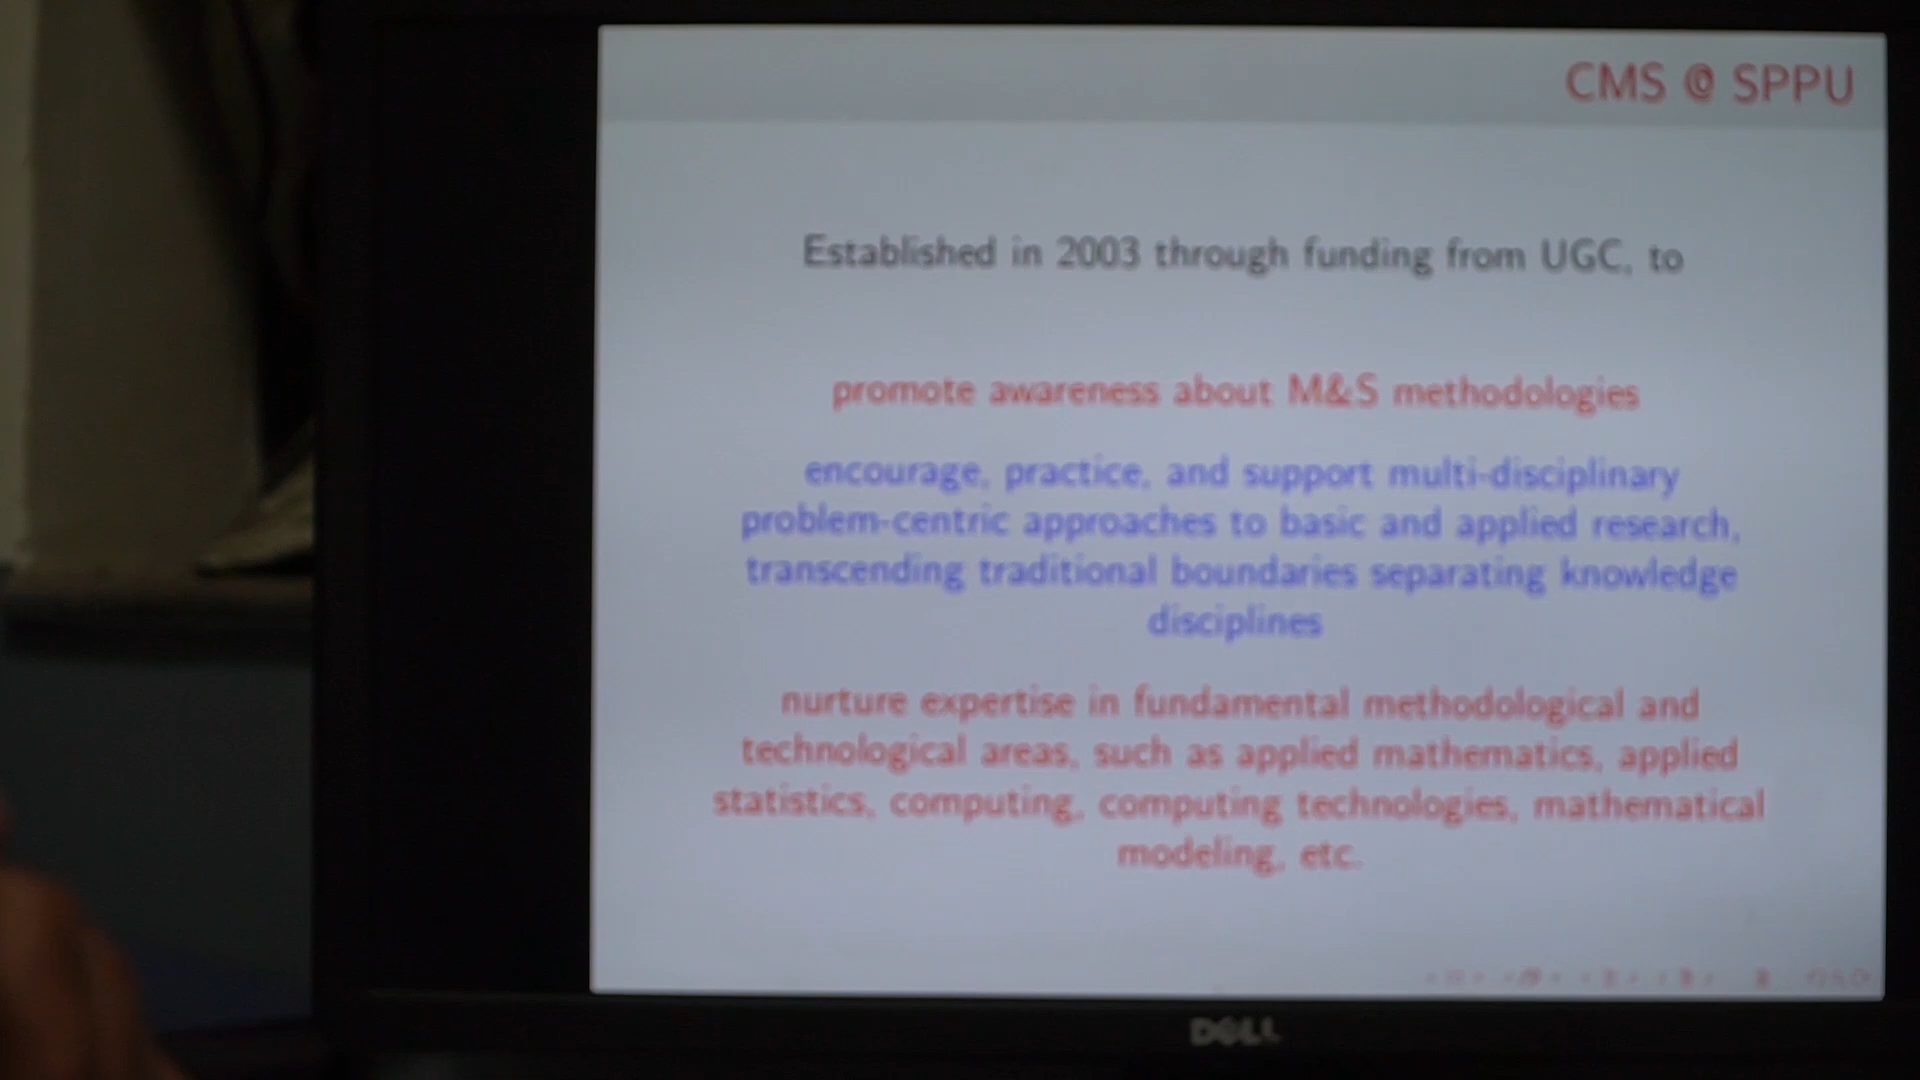 CMS @ SPPU
Established in 2003 through funding from UGC, to
promote awareness about M&S methodologies
encourage, practice, and support multi-disciplinary
problem-centric approaches to basic and applied research,
transcending traditional boundaries separating knowledge
disciplines
nurture expertise in fundamental methodological and
technological areas, such as applied mathematics, applied
statistics, computing, computing technologies, mathematical
modeling, etc.
DELL